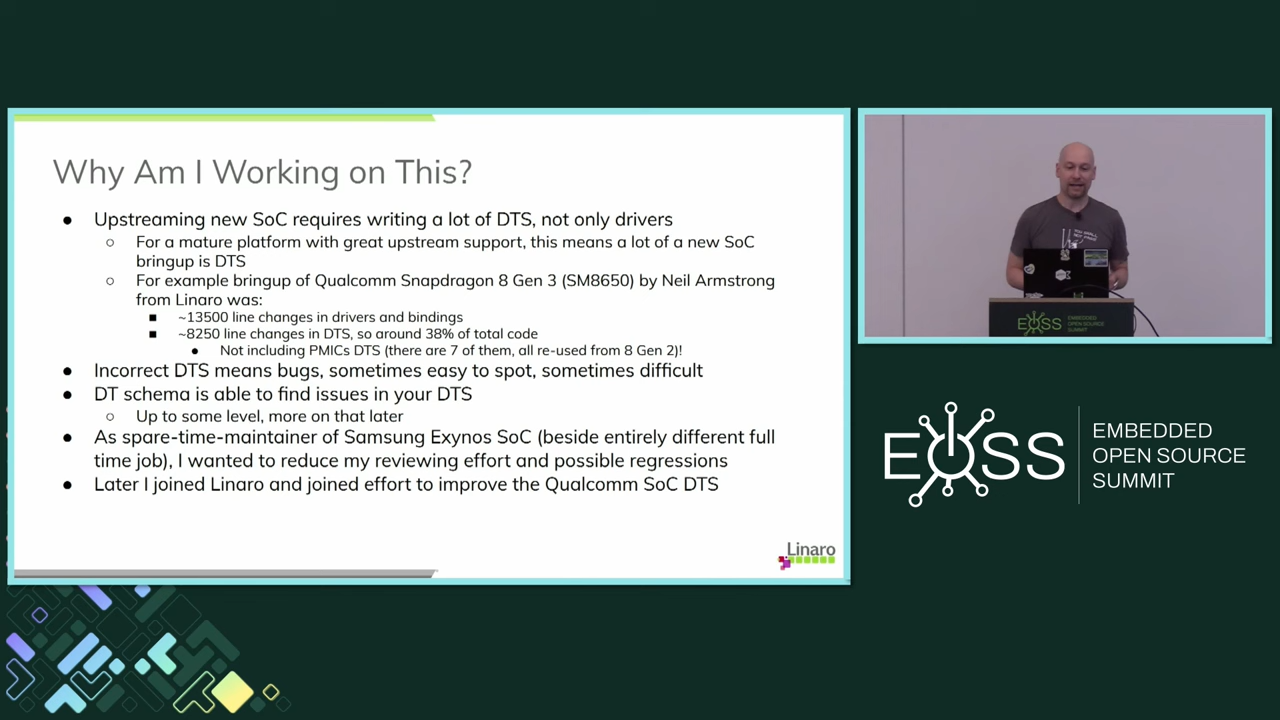 Why Am I Working on This?
● Upstreaming new SoC requires writing a lot of DTS, not only drivers
○ For a mature platform with great upstream support, this means a lot of a new SoC
bringup is DTS
○ For example bringup of Qualcomm Snapdragon 8 Gen 3 (SM8650) by Neil Armstrong
from Linaro was:
■ ~13500 line changes in drivers and bindings
■ ~8250 line changes in DTS, so around 38% of total code
● Not including PMICs DTS (there are 7 of them, all re-used from 8 Gen 2)!
● Incorrect DTS means bugs, sometimes easy to spot, sometimes difficult
● DT schema is able to find issues in your DTS
○ Up to some level, more on that later
● As spare-time-maintainer of Samsung Exynos SoC (beside entirely different full
time job), I wanted to reduce my reviewing effort and possible regressions
● Later I joined Linaro and joined effort to improve the Qualcomm SoC DTS
Linaro
EOSS
EMBEDDED
OPEN SOURCE
SUMMIT
EOSS
EMBEDDED
OPEN SOURCE
SUMMIT